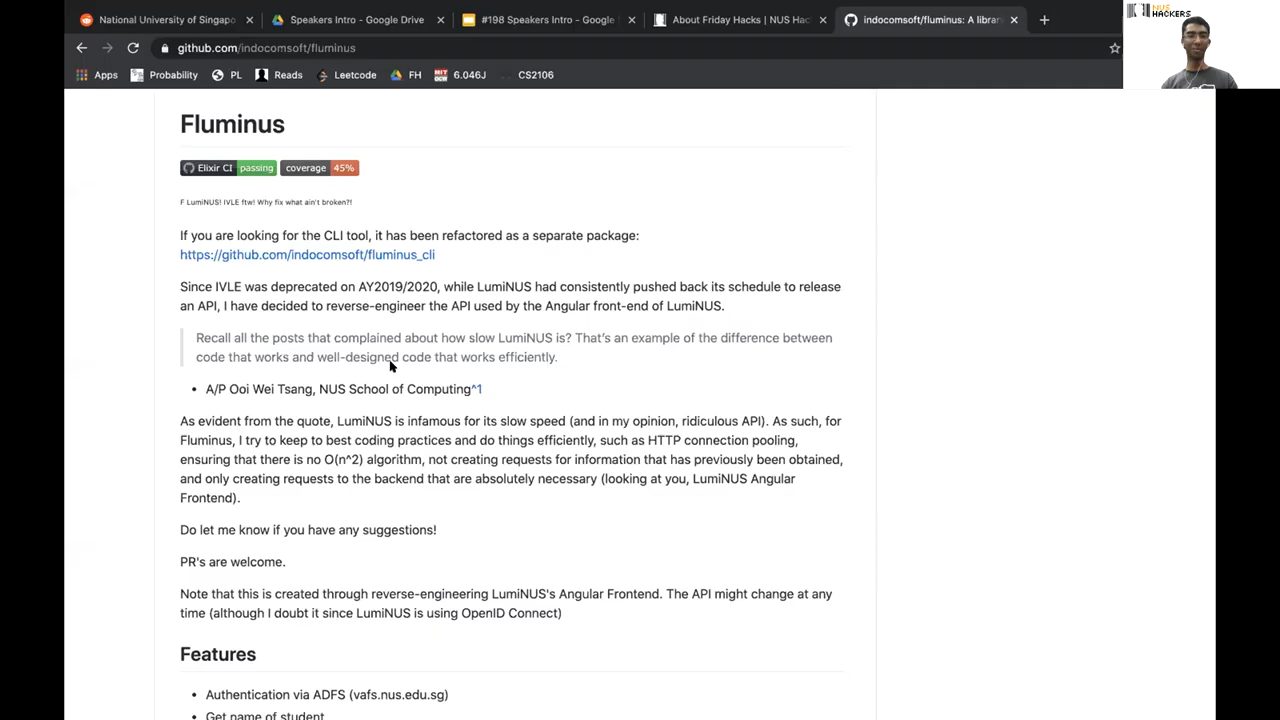 National University of Singapo
Speakers Intro - Google Drive
#198 Speakers Intro - Google
About Friday Hacks | NUS Hac
indocomsoft/fluminus: A librar
github.com/indocomsoft/fluminus
Apps
Probability
PL
Reads
Leetcode
FH
6.046J
CS2106
NUS
HACKERS
Fluminus
Elixir CI passing coverage 45%
F LumiNUS! IVLE ftw! Why fix what ain't broken?!
If you are looking for the CLI tool, it has been refactored as a separate package:
https://github.com/indocomsoft/fluminus_cli
Since IVLE was deprecated on AY2019/2020, while LumiNUS had consistently pushed back its schedule to release
an API, I have decided to reverse-engineer the API used by the Angular front-end of LumiNUS.
Recall all the posts that complained about how slow LumiNUS is? That's an example of the difference between
code that works and well-designed code that works efficiently.
• A/P Ooi Wei Tsang, NUS School of Computing^1
As evident from the quote, LumiNUS is infamous for its slow speed (and in my opinion, ridiculous API). As such, for
Fluminus, I try to keep to best coding practices and do things efficiently, such as HTTP connection pooling,
ensuring that there is no O(n^2) algorithm, not creating requests for information that has previously been obtained,
and only creating requests to the backend that are absolutely necessary (looking at you, LumiNUS Angular
Frontend).
Do let me know if you have any suggestions!
PR's are welcome.
Note that this is created through reverse-engineering LumiNUS's Angular Frontend. The API might change at any
time (although I doubt it since LumiNUS is using OpenID Connect)
Features
• Authentication via ADFS (vafs.nus.edu.sg)
• Get name of student